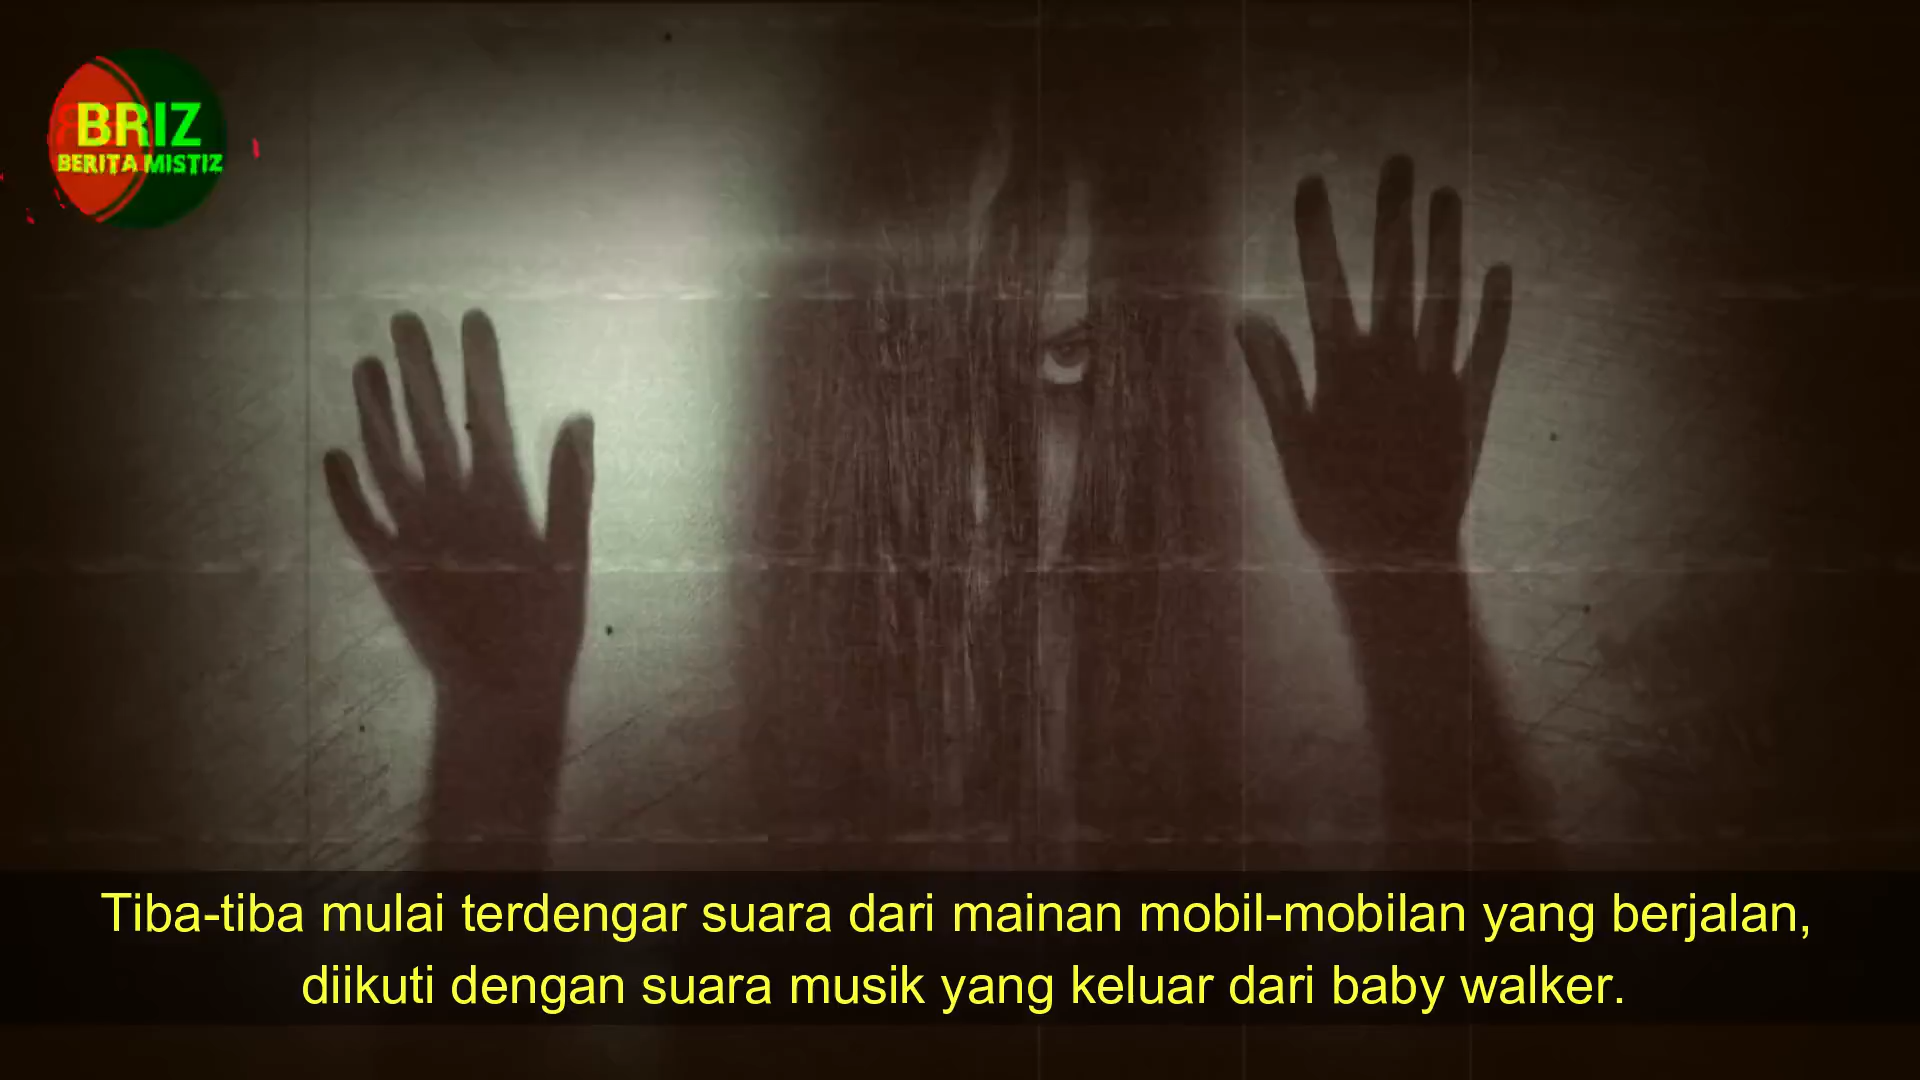 BRIZ
BERITA MISTIZ
Tiba-tiba mulai terdengar suara dari mainan mobil-mobilan yang berjalan,
diikuti dengan suara musik yang keluar dari baby walker.